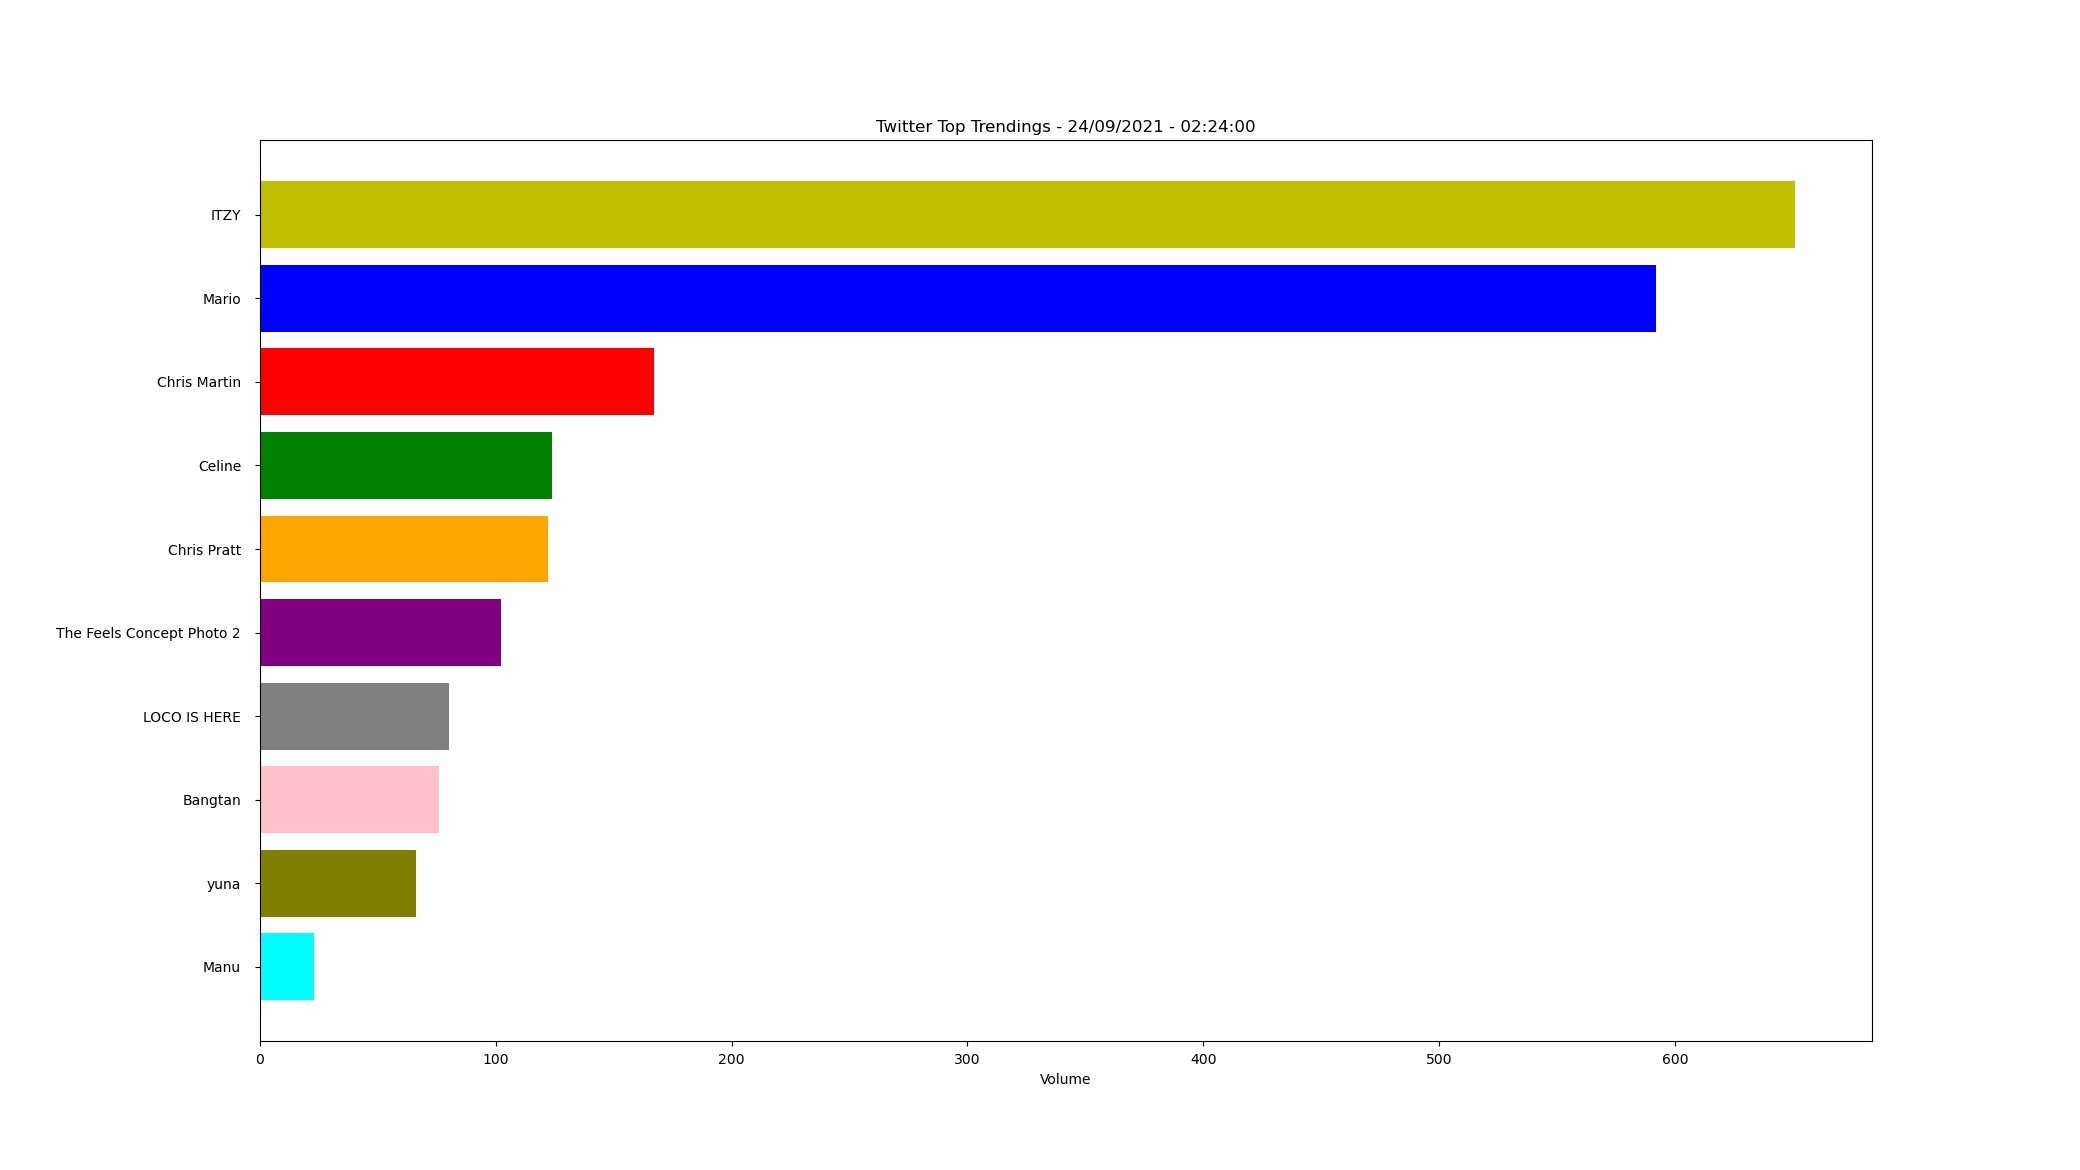 Twitter Top Trendings - 24/09/2021 - 02:24:00
ITZY
Mario
Chris Martin
Celine
Chris Pratt
The Feels Concept Photo 2
LOCO IS HERE
Bangtan
yuna
Manu
0 100 200 300 400 500 600
Volume